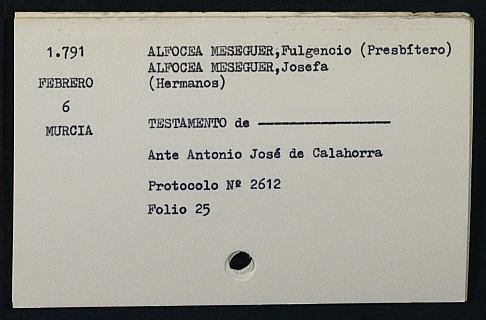 1.791
FEBRERO
6
MURCIA
ALFOCEA MESEGUER,Fulgencio (Presbítero)
ALFOCEA MESEGUER,Josefa
(Hermanos)
TESTAMENTO de ———————————
Ante Antonio José de Calahorra
Protocolo Nº 2612
Folio 25